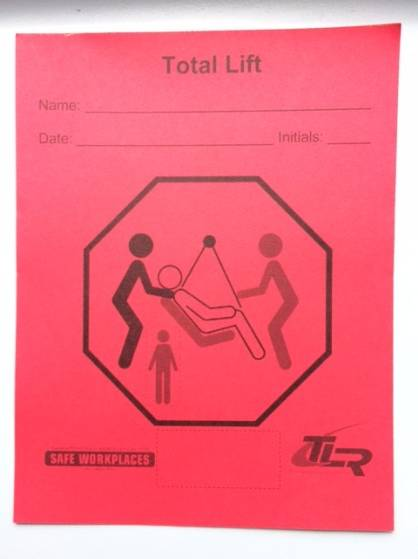 Total Lift
Name:
Date: Initials:
SAFE WORKPLACES
TLR